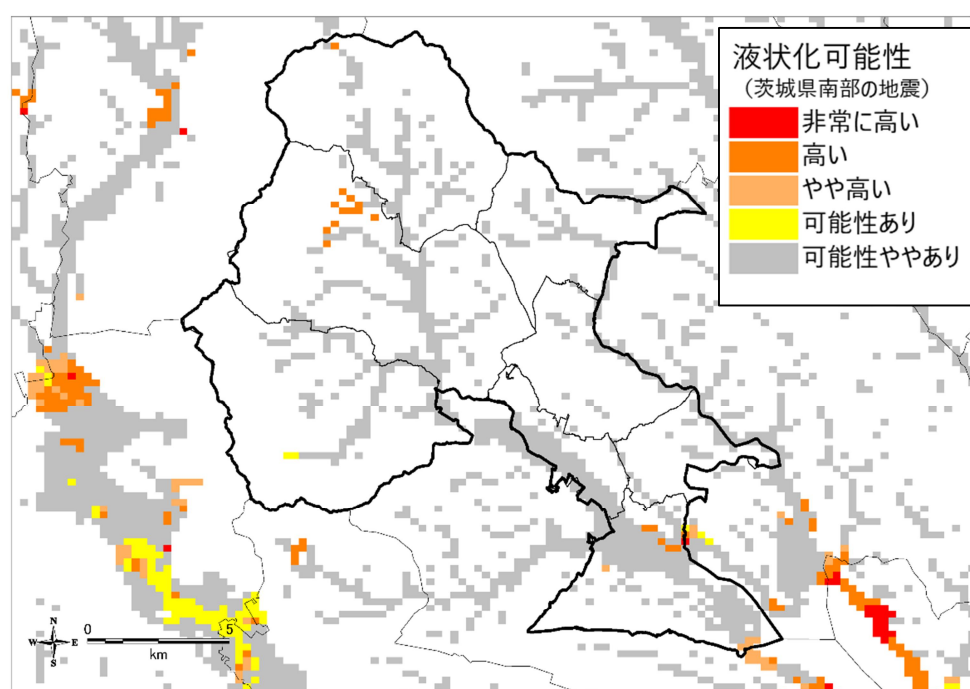 液状化可能性
（茨城県南部の地震）
非常に高い
高い
やや高い
可能性あり
可能性ややあり
N
W E
S
0 5
km